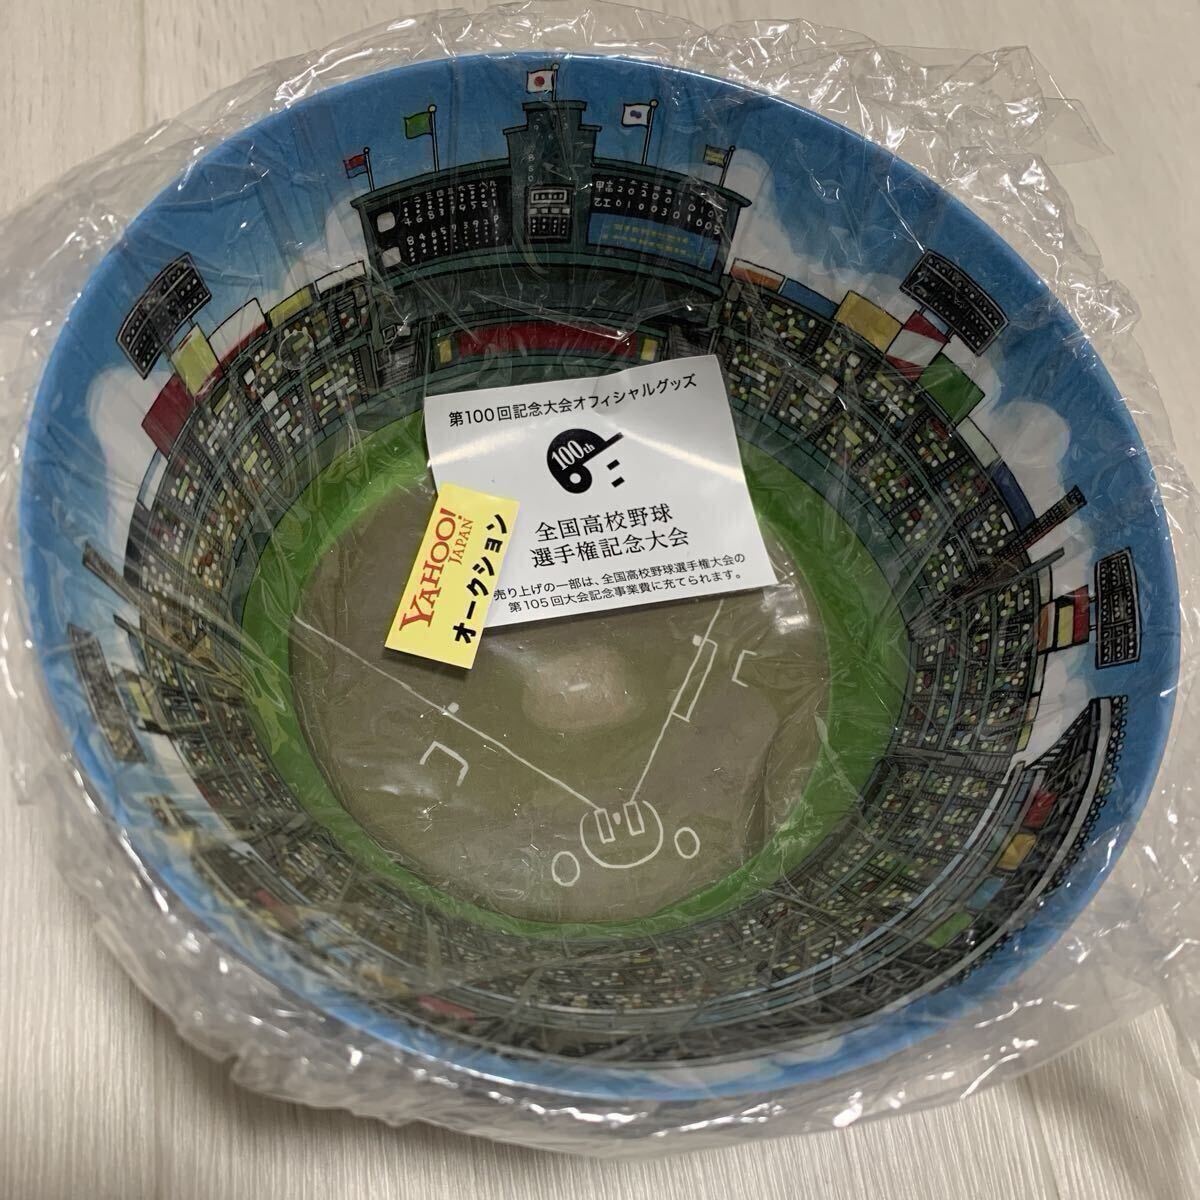 第100回記念大会オフィシャルグッズ
100th
全国高校野球
選手権記念大会
売り上げの一部は、全国高校野球選手権大会の
第105回大会記念事業費に充てられます。
YAHOO!
JAPAN
オークション